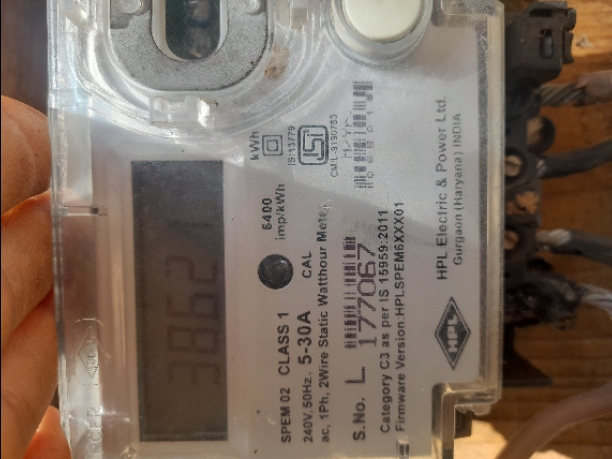 kWh
IS:13779
CM/L-9190783
6400
imp/kWh
CAL
SPEM 02 CLASS 1
240V,50Hz. 5-30A
ac, 1Ph, 2Wire Static Watthour Meter
S.No. L 177067
Category C3 as per IS 15959:2011
Firmware Version.HPLSPEM6XXX01
HPL
HPL Electric & Power Ltd.
Gurgaon (Haryana) INDIA